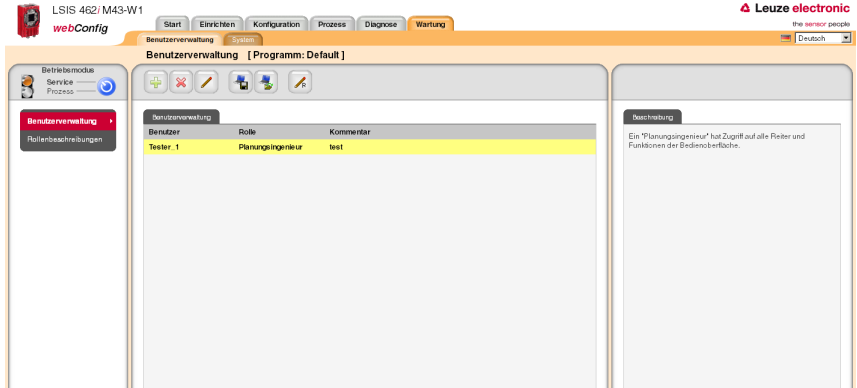 LSIS 462i M43-W1
webConfig
Leuze electronic
the sensor people
Start Einrichten Konfiguration Prozess Diagnose Wartung
Benutzerverwaltung System
Deutsch
Benutzerverwaltung [ Programm: Default ]
Betriebsmodus
Service
Prozess
Benutzerverwaltung
Rollenbeschreibungen
Benutzerverwaltung
Benutzer Rolle Kommentar
Tester_1 Planungsingenieur test
Beschreibung
Ein "Planungsingenieur" hat Zugriff auf alle Reiter und
Funktionen der Bedienoberfläche.